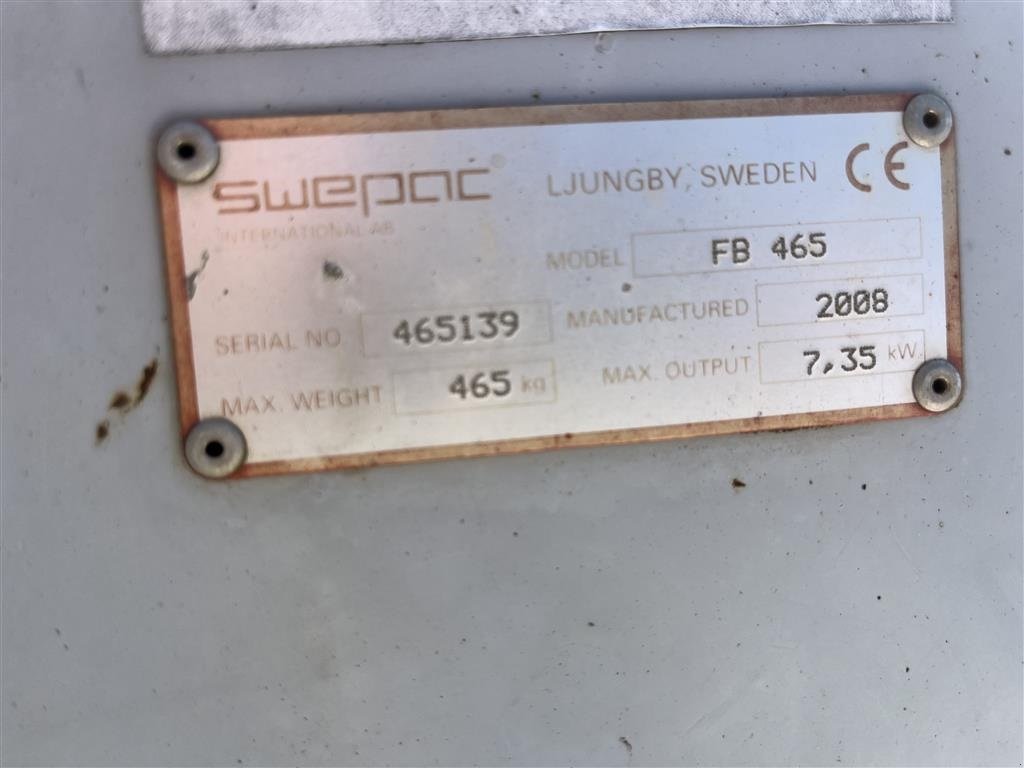 swepac LJUNGBY, SWEDEN CE
INTERNATIONAL AB
MODEL FB 465
SERIAL NO 465139 MANUFACTURED 2008
MAX. WEIGHT 465 kg MAX. OUTPUT 7,35 kW.